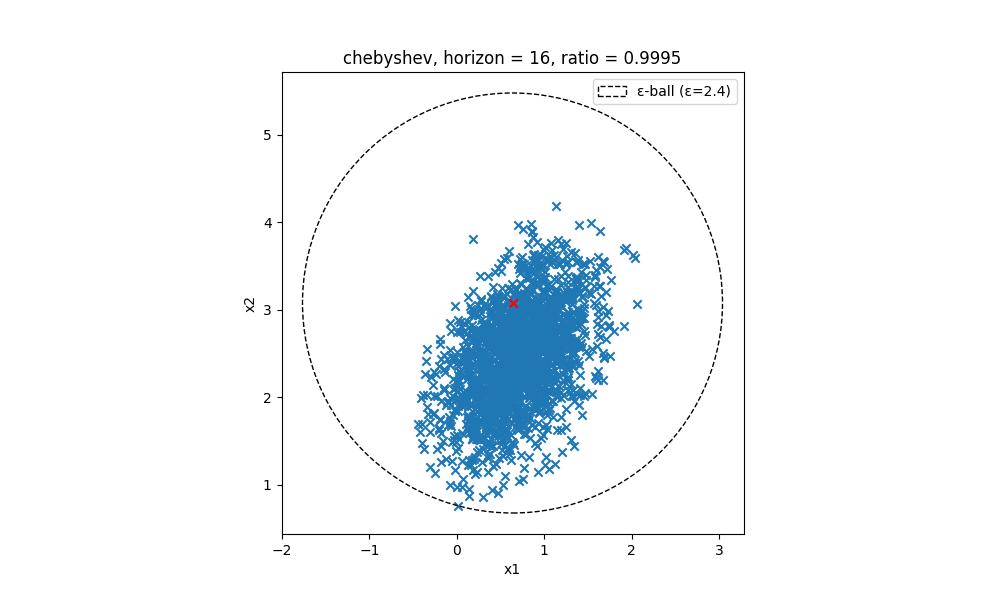 chebyshev, horizon = 16, ratio = 0.9995
ε-ball (ε=2.4)
5
4
3
2
1
x2
−2 −1 0 1 2 3
x1